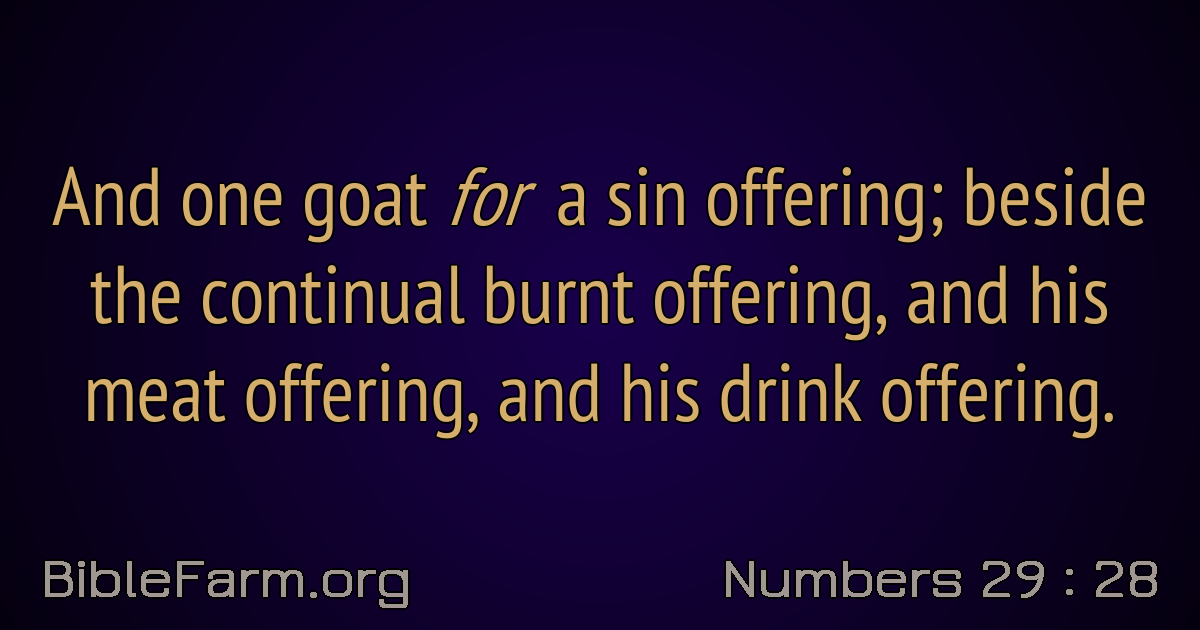 And one goat for a sin offering; beside
the continual burnt offering, and his
meat offering, and his drink offering.
BibleFarm.org
Numbers 29 : 28